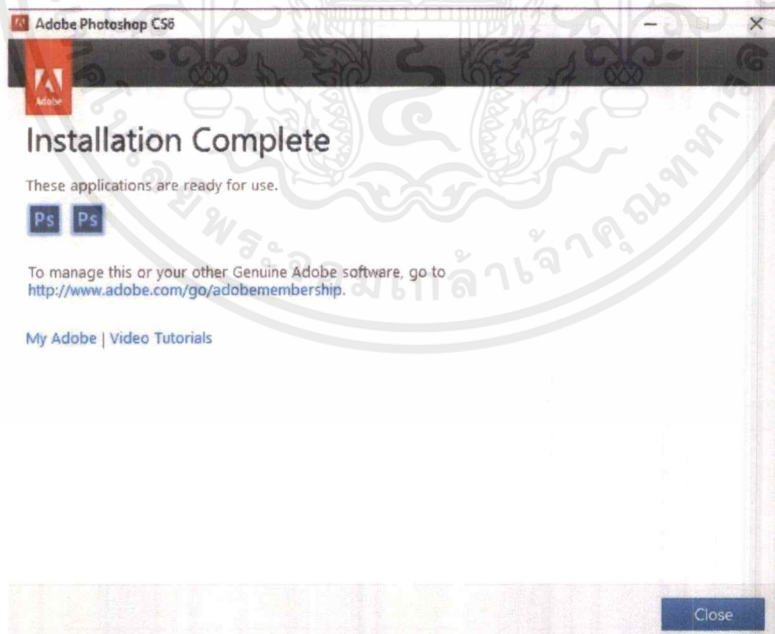 Adobe Photoshop CS6
Adobe
Installation Complete
These applications are ready for use.
Ps Ps
To manage this or your other Genuine Adobe software, go to
http://www.adobe.com/go/adobemembership.
My Adobe | Video Tutorials
Close